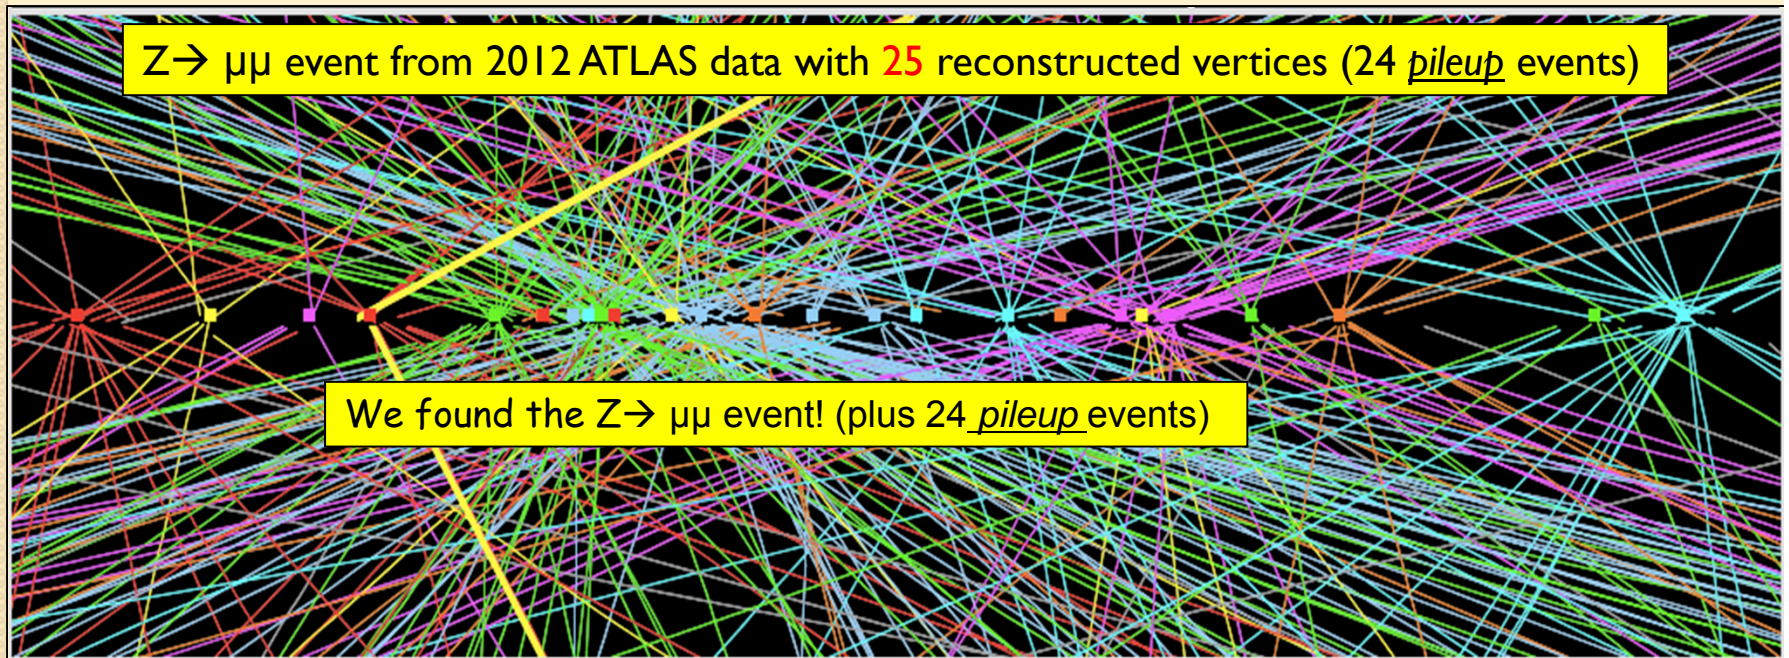 Z→ μμ event from 2012 ATLAS data with 25 reconstructed vertices (24 pileup events)
We found the Z→ μμ event! (plus 24 pileup events)